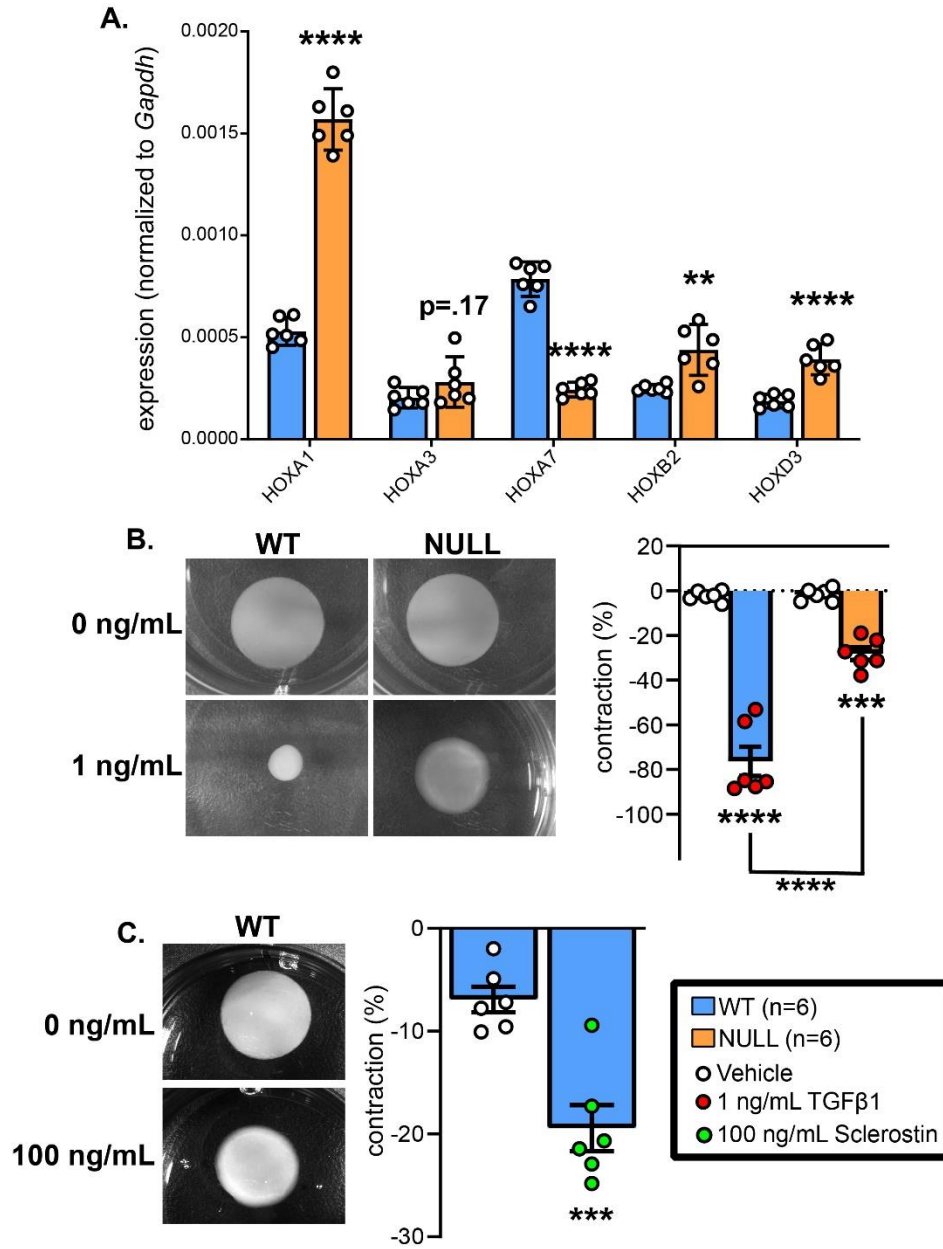 A.
expression (normalized to Gapdh)
0.0020
0.0015
0.0010
0.0005
0.0000
****
p=.17
****
**
****
HOXA1
HOXA3
HOXA7
HOXB2
HOXD3
B.
WT
NULL
0 ng/mL
1 ng/mL
contraction (%)
20
0
-20
-40
-60
-80
-100
****
***
****
C.
WT
0 ng/mL
100 ng/mL
contraction (%)
0
-10
-20
-30
***
WT (n=6)
NULL (n=6)
Vehicle
1 ng/mL TGFβ1
100 ng/mL Sclerostin